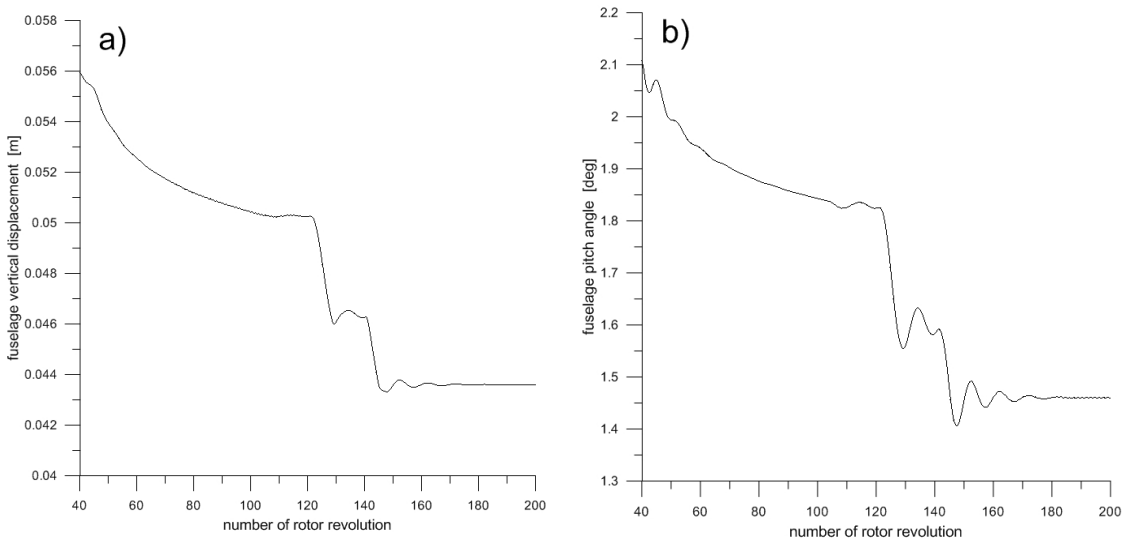 a)
0.058
0.056
0.054
0.052
0.05
0.048
0.046
0.044
0.042
0.04
fuselage vertical displacement [m]
40 60 80 100 120 140 160 180 200
number of rotor revolution
b)
2.2
2.1
2
1.9
1.8
1.7
1.6
1.5
1.4
1.3
fuselage pitch angle [deg]
40 60 80 100 120 140 160 180 200
number of rotor revolution